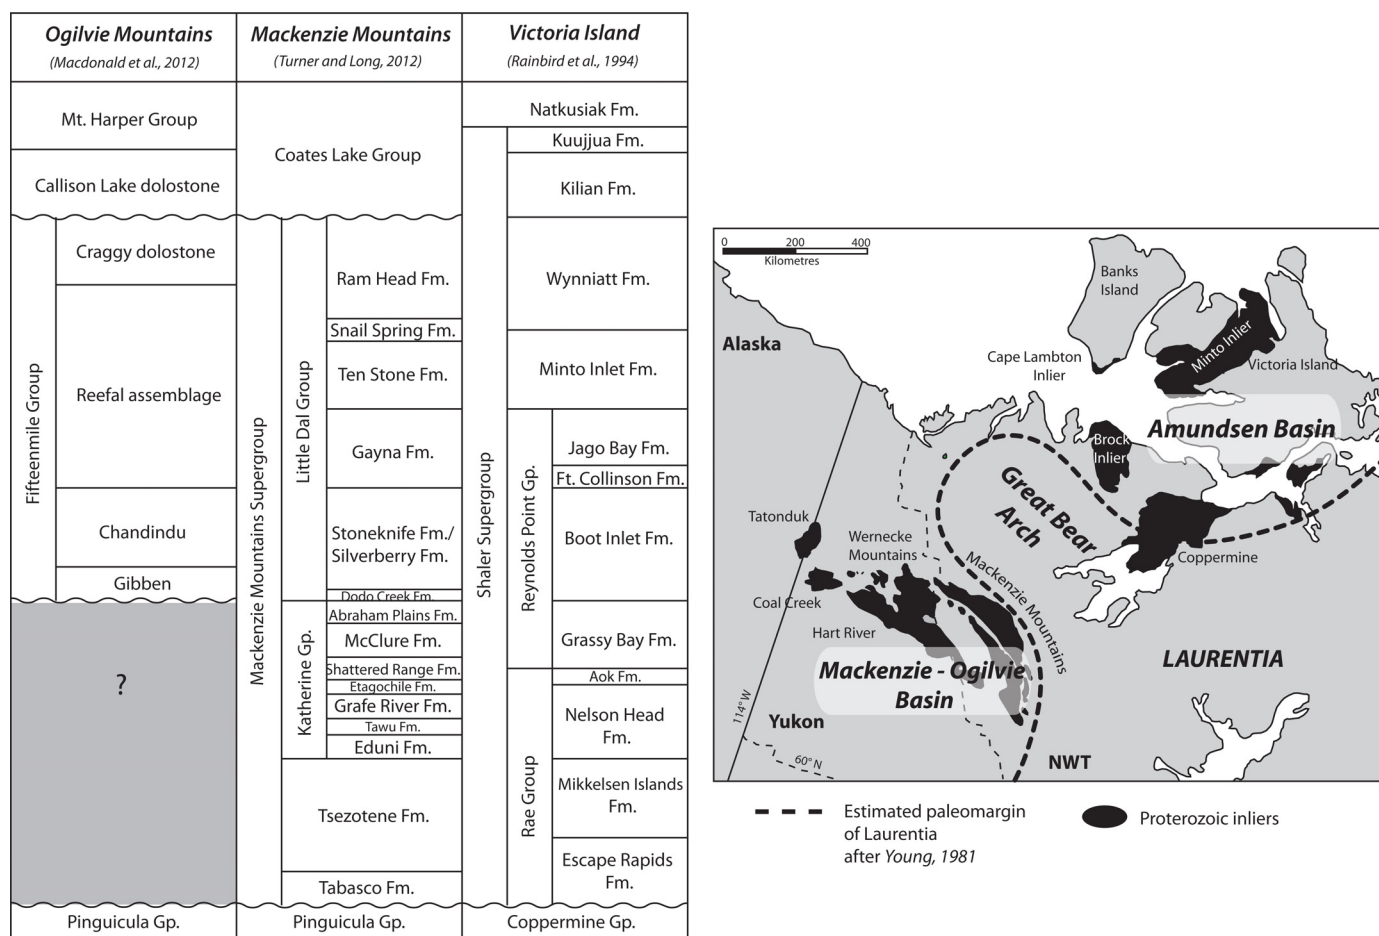 Ogilvie Mountains
(Macdonald et al., 2012)
Mt. Harper Group
Callison Lake dolostone
Fifteenmile Group
Craggy dolostone
Reefal assemblage
Chandindu
Gibben
?
Pinguicula Gp.
Mackenzie Mountains
(Turner and Long, 2012)
Coates Lake Group
Mackenzie Mountains Supergroup
Little Dal Group
Ram Head Fm.
Snail Spring Fm.
Ten Stone Fm.
Gayna Fm.
Stoneknife Fm./
Silverberry Fm.
Dodo Creek Fm.
Katherine Gp.
Abraham Plains Fm.
McClure Fm.
Shattered Range Fm.
Etagochile Fm.
Grafe River Fm.
Tawu Fm.
Eduni Fm.
Tsezotene Fm.
Tabasco Fm.
Pinguicula Gp.
Victoria Island
(Rainbird et al., 1994)
Natkusiak Fm.
Shaler Supergroup
Kuujjua Fm.
Kilian Fm.
Wynniatt Fm.
Minto Inlet Fm.
Reynolds Point Gp.
Jago Bay Fm.
Ft. Collinson Fm.
Boot Inlet Fm.
Grassy Bay Fm.
Rae Group
Aok Fm.
Nelson Head
Fm.
Mikkelsen Islands
Fm.
Escape Rapids
Fm.
Coppermine Gp.
0 200 400
Kilometres
Banks
Island
Alaska
Cape Lambton
Inlier
Minto Inlier
Victoria Island
Amundsen Basin
Brock
Inlier
Great Bear
Arch
Tatonduk
Wernecke
Mountains
Coppermine
Mackenzie Mountains
Coal Creek
Hart River
LAURENTIA
Mackenzie - Ogilvie
Basin
114° W
Yukon
60° N
NWT
Estimated paleomargin
of Laurentia
after Young, 1981
Proterozoic inliers